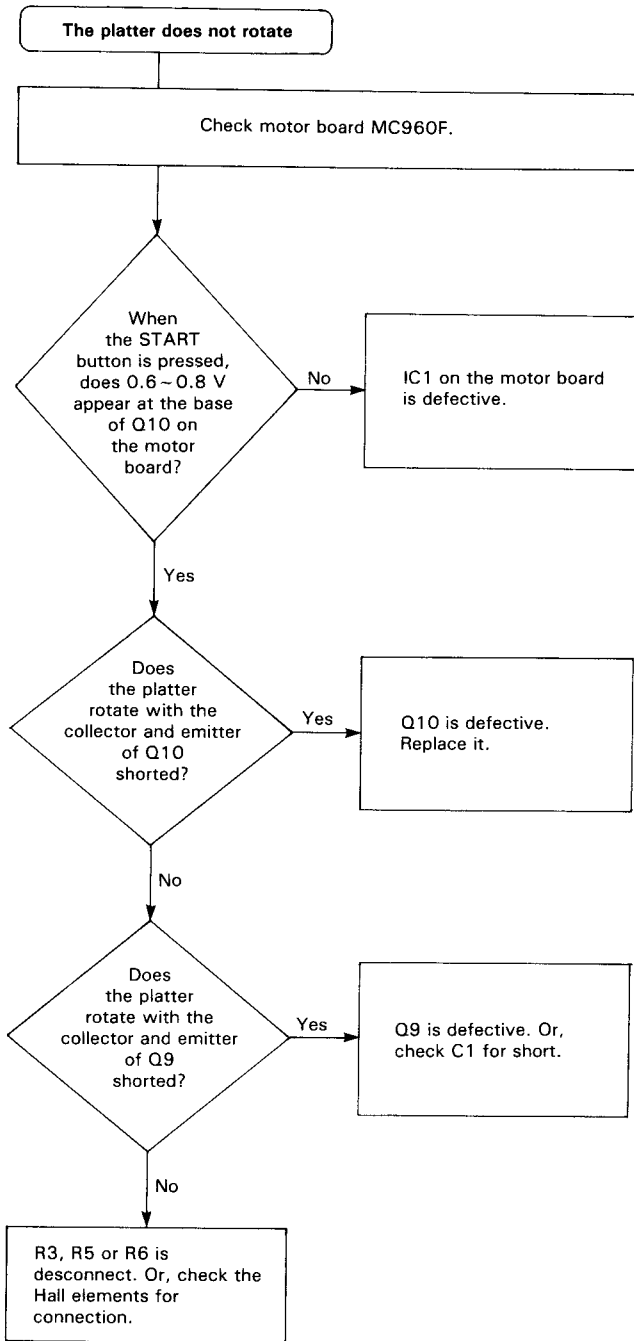 The platter does not rotate
Check motor board MC960F.
When
the START
button is pressed,
does 0.6 ~ 0.8 V
appear at the base
of Q10 on
the motor
board?
No
IC1 on the motor board
is defective.
Yes
Does
the platter
rotate with the
collector and emitter
of Q10
shorted?
Yes
Q10 is defective.
Replace it.
No
Does
the platter
rotate with the
collector and emitter
of Q9
shorted?
Yes
Q9 is defective. Or,
check C1 for short.
No
R3, R5 or R6 is
desconnect. Or, check the
Hall elements for
connection.